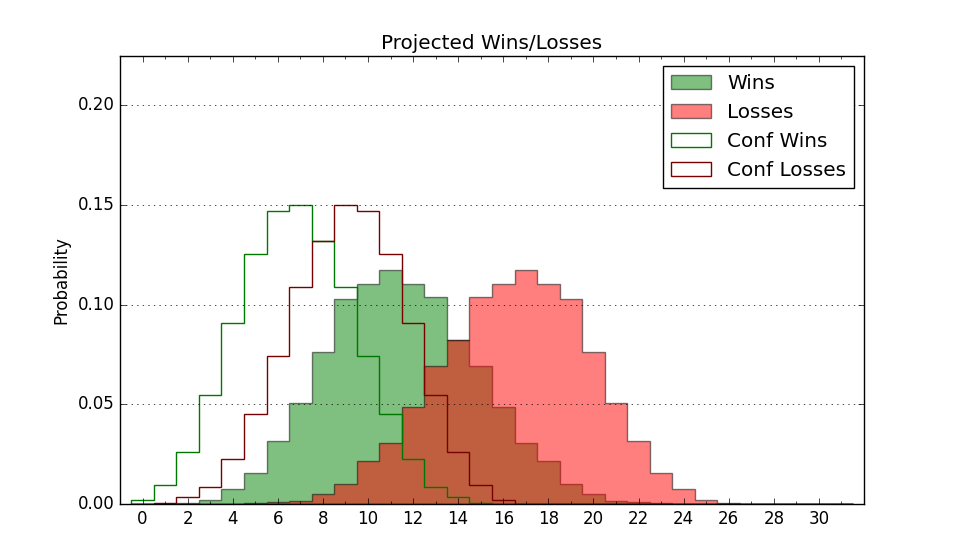 Projected Wins/Losses
Wins
Losses
Conf Wins
Conf Losses
Probability
0.20
0.15
0.10
0.05
0.00
0 2 4 6 8 10 12 14 16 18 20 22 24 26 28 30